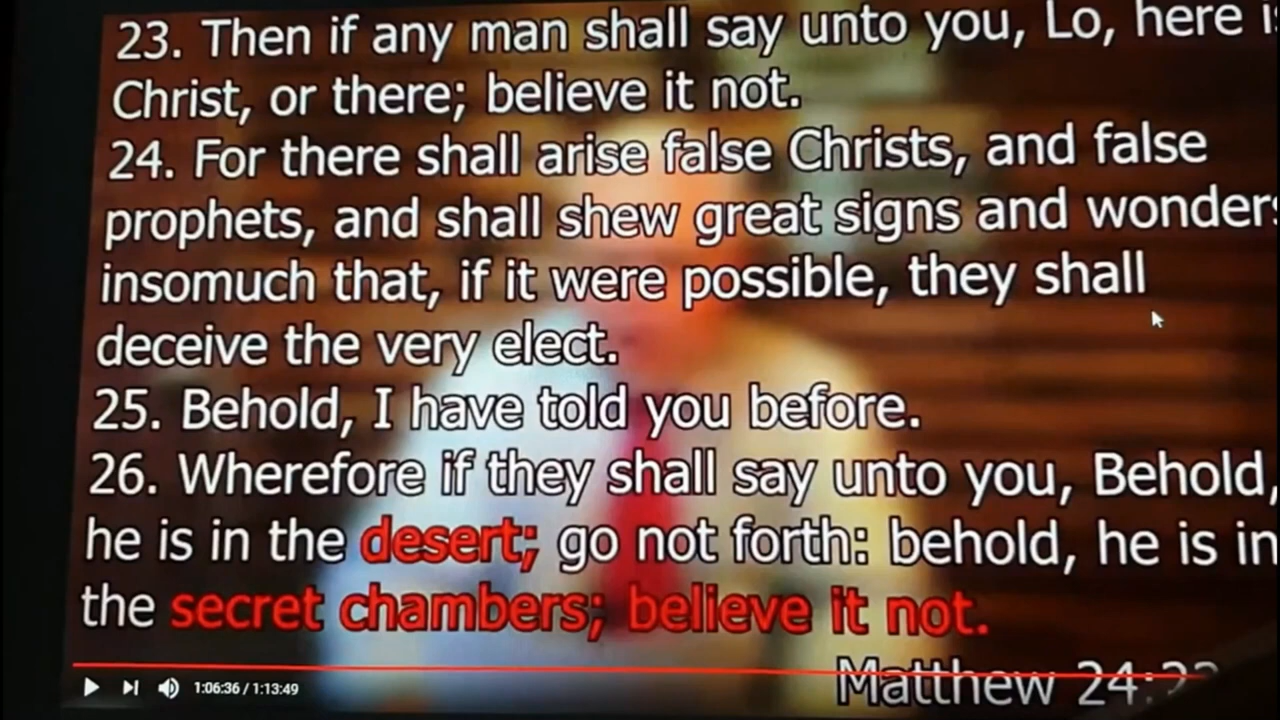 23. Then if any man shall say unto you, Lo, here
Christ, or there; believe it not.
24. For there shall arise false Christs, and false
prophets, and shall shew great signs and wonders
insomuch that, if it were possible, they shall
deceive the very elect.
25. Behold, I have told you before.
26. Wherefore if they shall say unto you, Behold,
he is in the desert; go not forth: behold, he is in
the secret chambers; believe it not.
Matthew 24:23
1:06:36 / 1:13:49